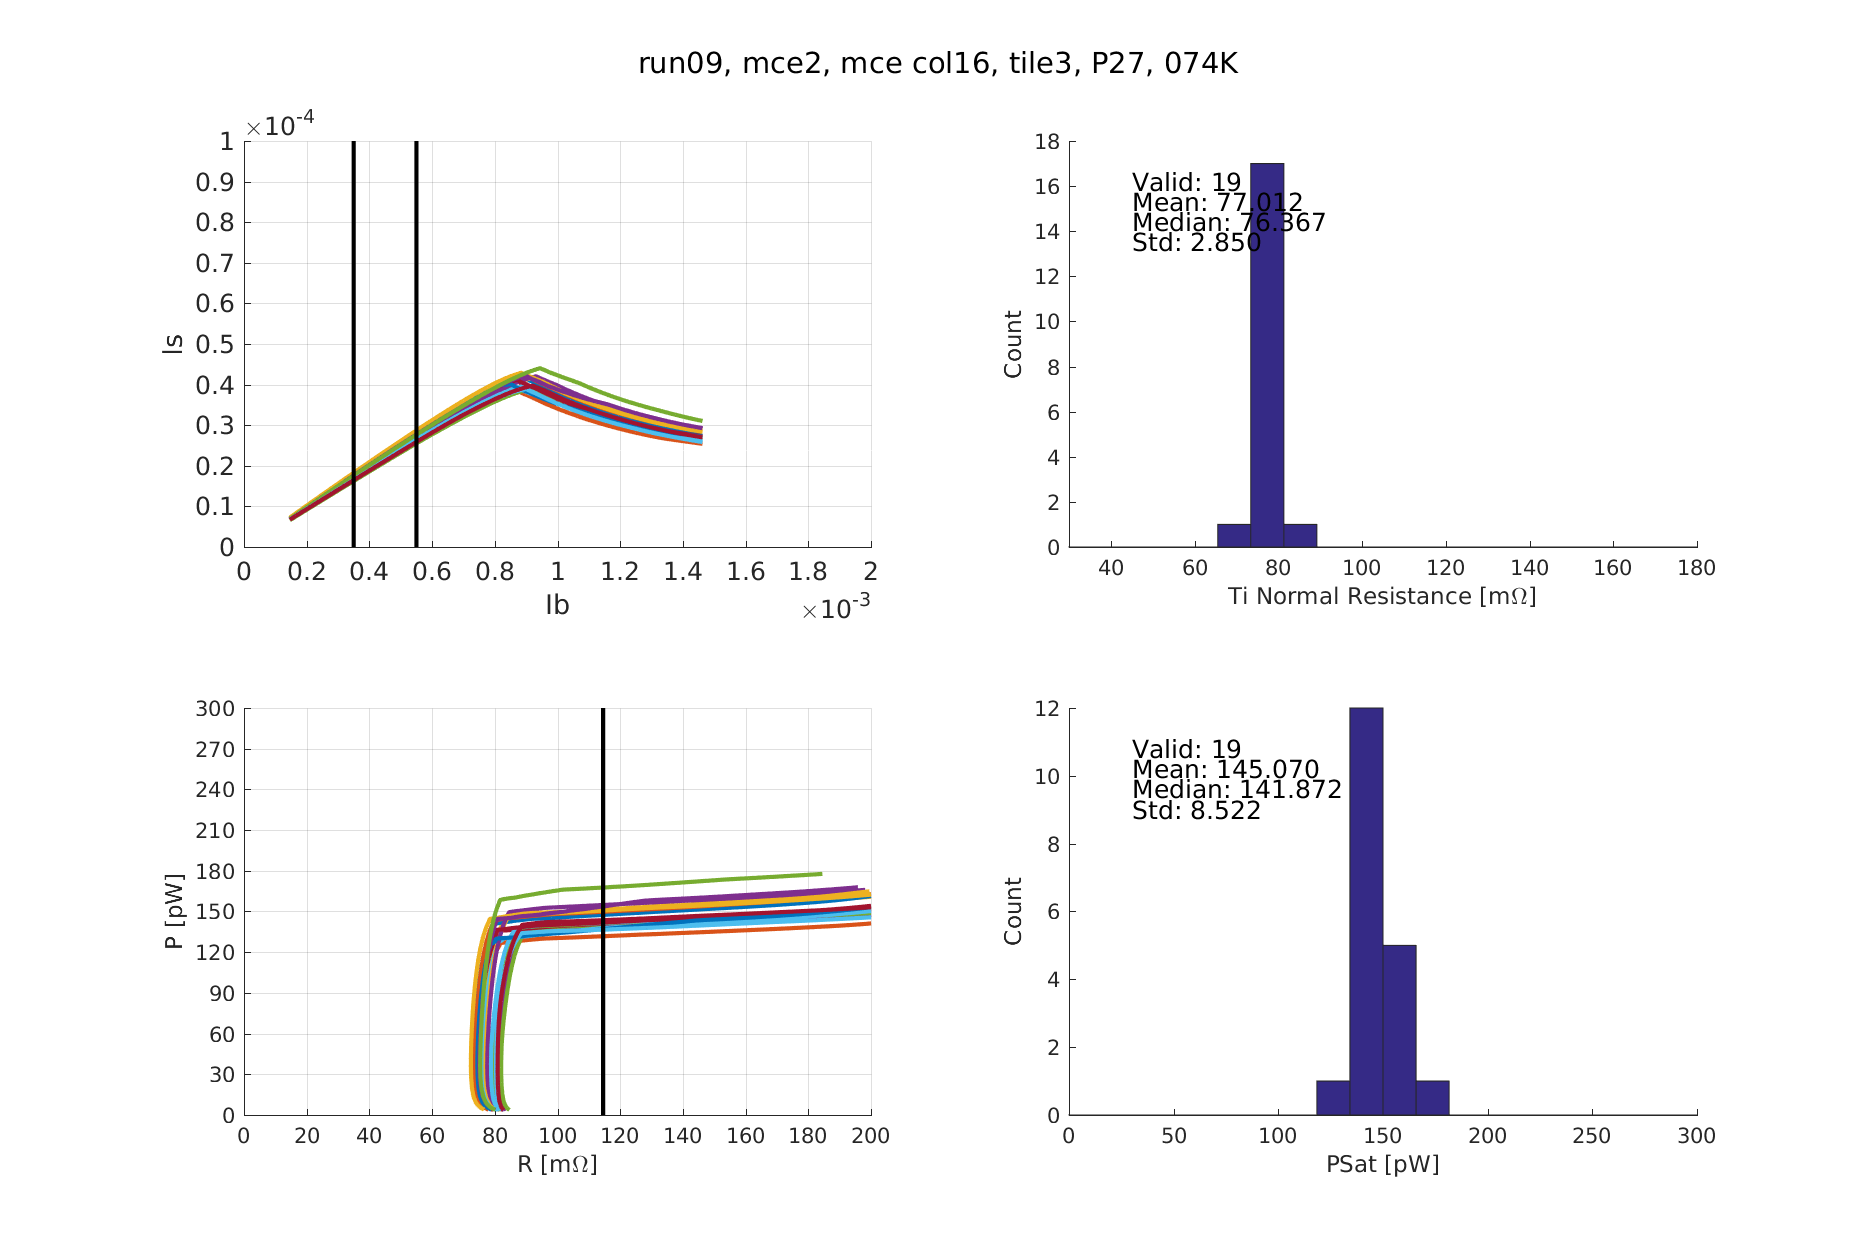 run09, mce2, mce col16, tile3, P27, 074K
×10-4
1
0.9
0.8
0.7
0.6
0.5
0.4
0.3
0.2
0.1
0
Is
0 0.2 0.4 0.6 0.8 1 1.2 1.4 1.6 1.8 2
Ib
×10-3
18
16
14
12
10
8
6
4
2
0
Count
Valid: 19
Mean: 77.012
Median: 76.367
Std: 2.850
40 60 80 100 120 140 160 180
Ti Normal Resistance [mΩ]
300
270
240
210
180
150
120
90
60
30
0
P [pW]
0 20 40 60 80 100 120 140 160 180 200
R [mΩ]
12
10
8
6
4
2
0
Count
Valid: 19
Mean: 145.070
Median: 141.872
Std: 8.522
0 50 100 150 200 250 300
PSat [pW]